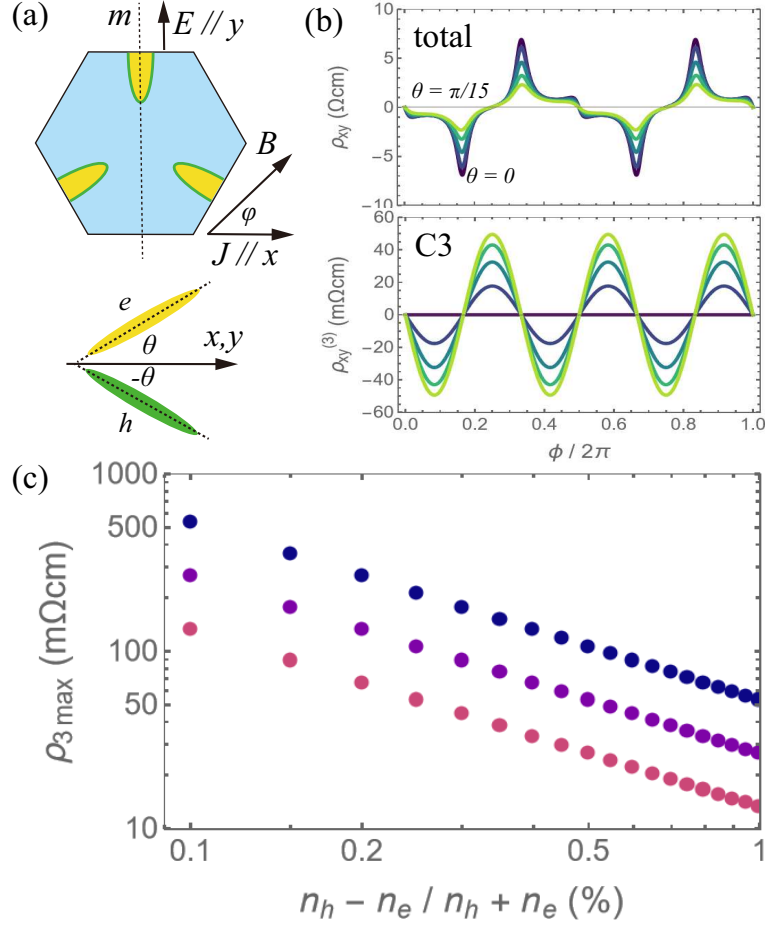 (a)
m
E // y
B
φ
J // x
e
θ
x,y
-θ
h
(b)
total
θ = π/15
θ = 0
ρxy (Ωcm)
10
5
0
-5
-10
C3
ρxy(3) (mΩcm)
60
40
20
0
-20
-40
-60
0.0 0.2 0.4 0.6 0.8 1.0
ϕ / 2π
(c)
ρ3 max (mΩcm)
1000
500
100
50
10
0.1 0.2 0.5 1
nh − ne / nh + ne (%)